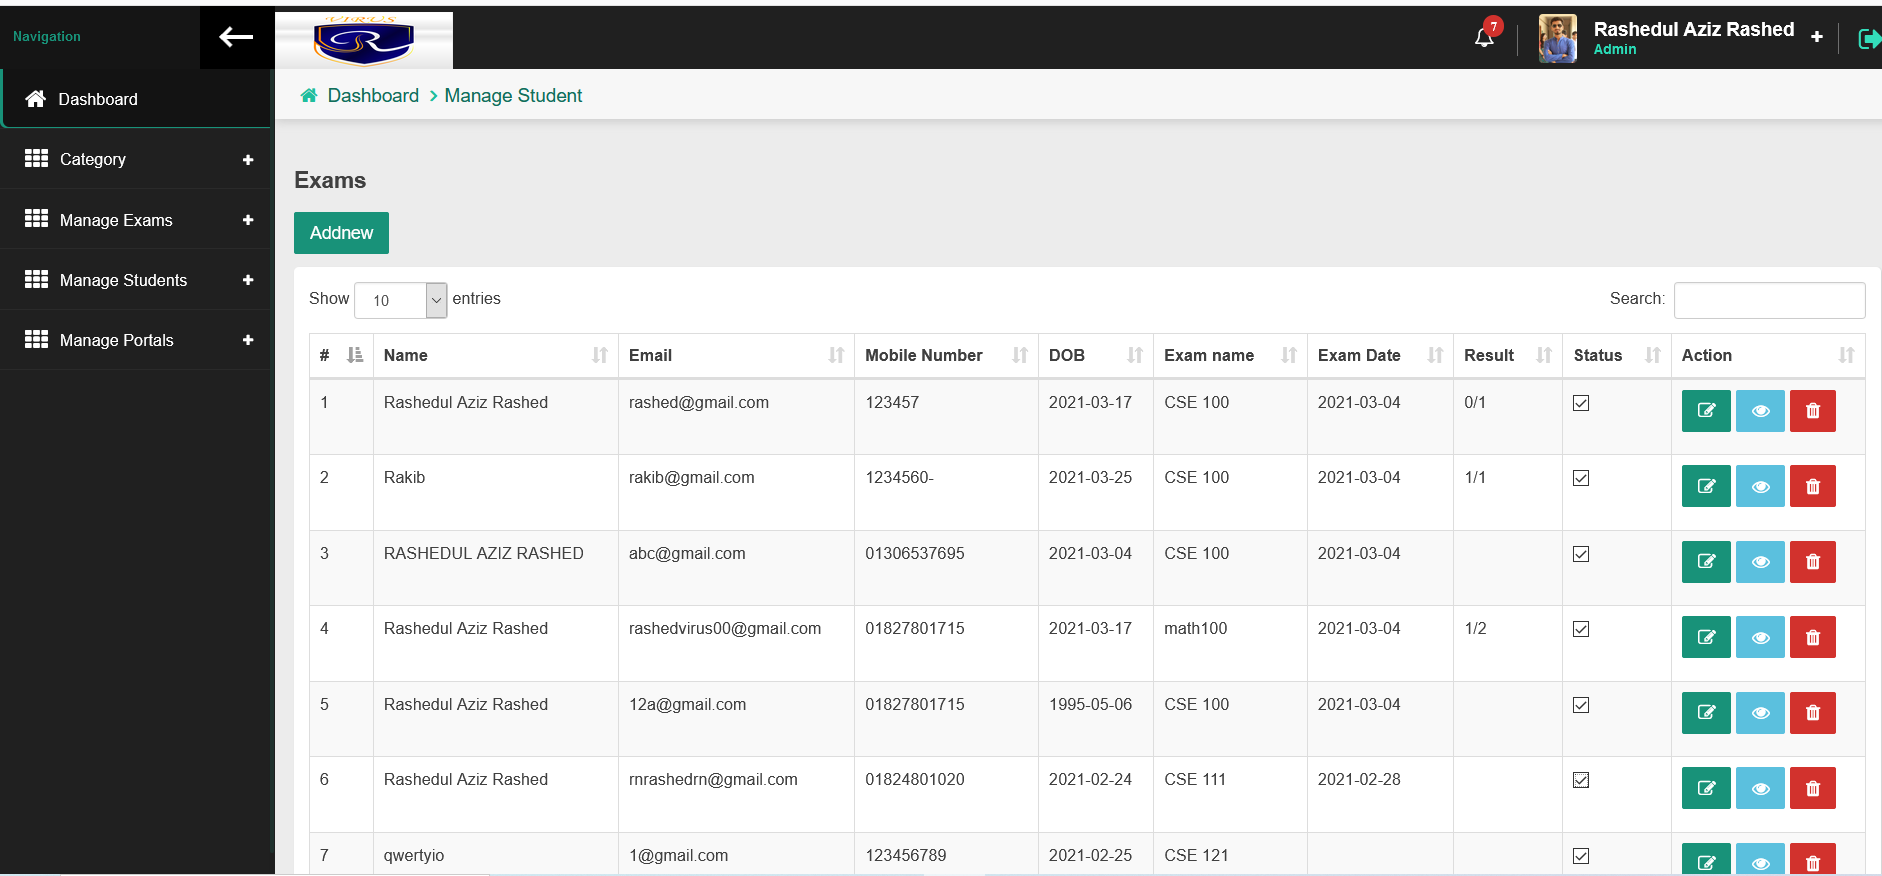 Navigation
VIRUS
7
Rashedul Aziz Rashed
Admin
Dashboard
Category
Manage Exams
Manage Students
Manage Portals
Dashboard > Manage Student
Exams
Addnew
Show 10 entries
Search:
# Name Email Mobile Number DOB Exam name Exam Date Result Status Action
1 Rashedul Aziz Rashed rashed@gmail.com 123457 2021-03-17 CSE 100 2021-03-04 0/1
2 Rakib rakib@gmail.com 1234560- 2021-03-25 CSE 100 2021-03-04 1/1
3 RASHEDUL AZIZ RASHED abc@gmail.com 01306537695 2021-03-04 CSE 100 2021-03-04
4 Rashedul Aziz Rashed rashedvirus00@gmail.com 01827801715 2021-03-17 math100 2021-03-04 1/2
5 Rashedul Aziz Rashed 12a@gmail.com 01827801715 1995-05-06 CSE 100 2021-03-04
6 Rashedul Aziz Rashed rnrashedrn@gmail.com 01824801020 2021-02-24 CSE 111 2021-02-28
7 qwertyio 1@gmail.com 123456789 2021-02-25 CSE 121